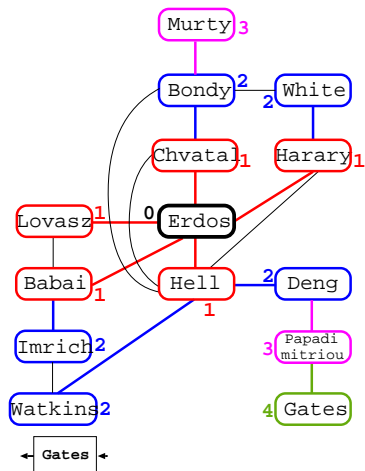 Murty 3
Bondy 2
2 White
Chvatal 1
Harary 1
Lovasz 1
0 Erdos
Babai 1
Hell 1
2 Deng
Imrich 2
3 Papadi
mitriou
Watkins 2
4 Gates
Gates